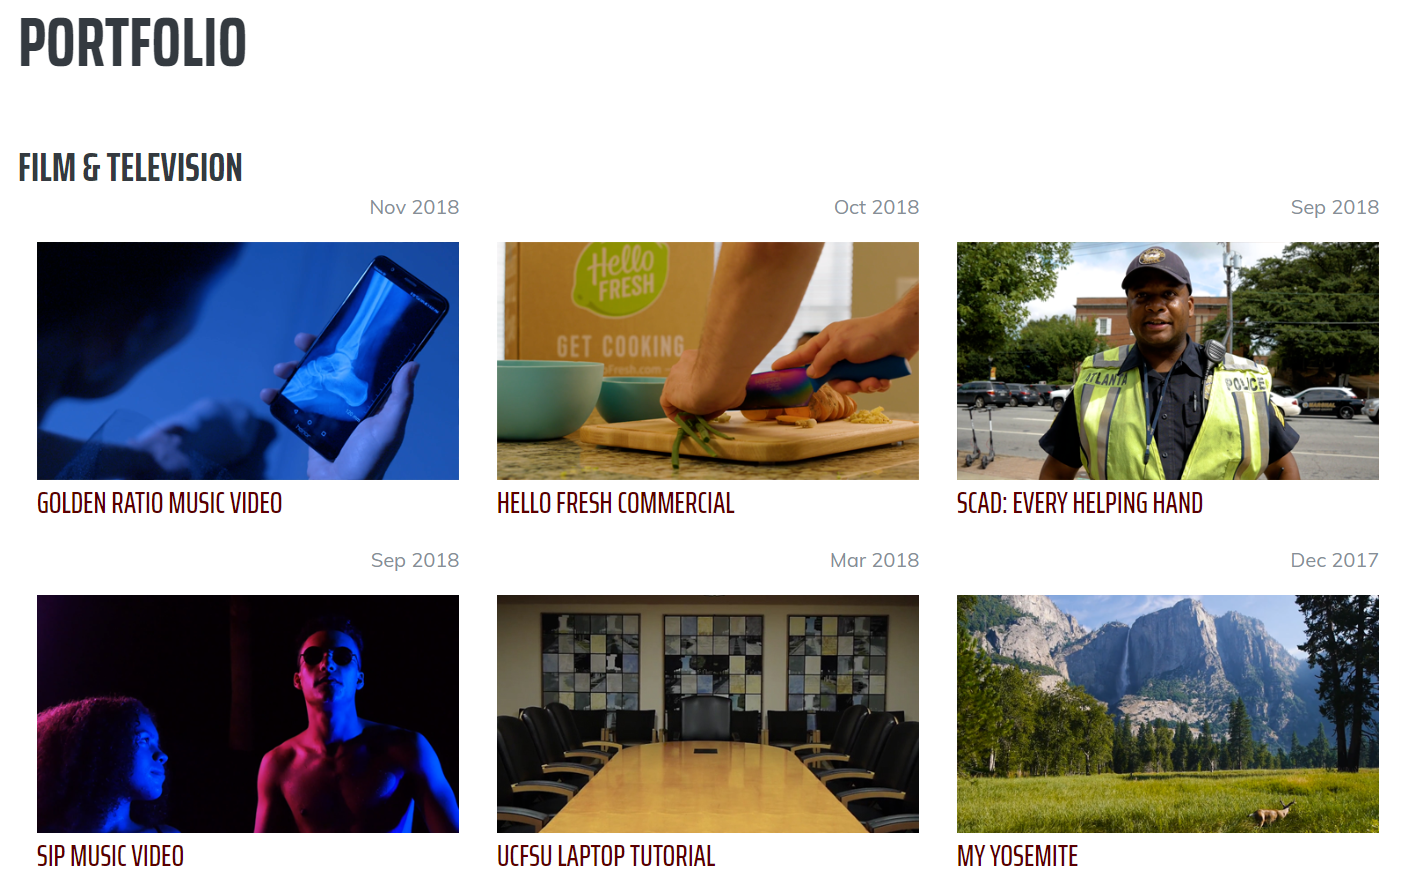 PORTFOLIO
FILM & TELEVISION
Nov 2018
Oct 2018
Sep 2018
Hello
FRESH
GET COOKING
Fresh.com
ATLANTA
POLICE
GOLDEN RATIO MUSIC VIDEO
HELLO FRESH COMMERCIAL
SCAD: EVERY HELPING HAND
Sep 2018
Mar 2018
Dec 2017
SIP MUSIC VIDEO
UCFSU LAPTOP TUTORIAL
MY YOSEMITE